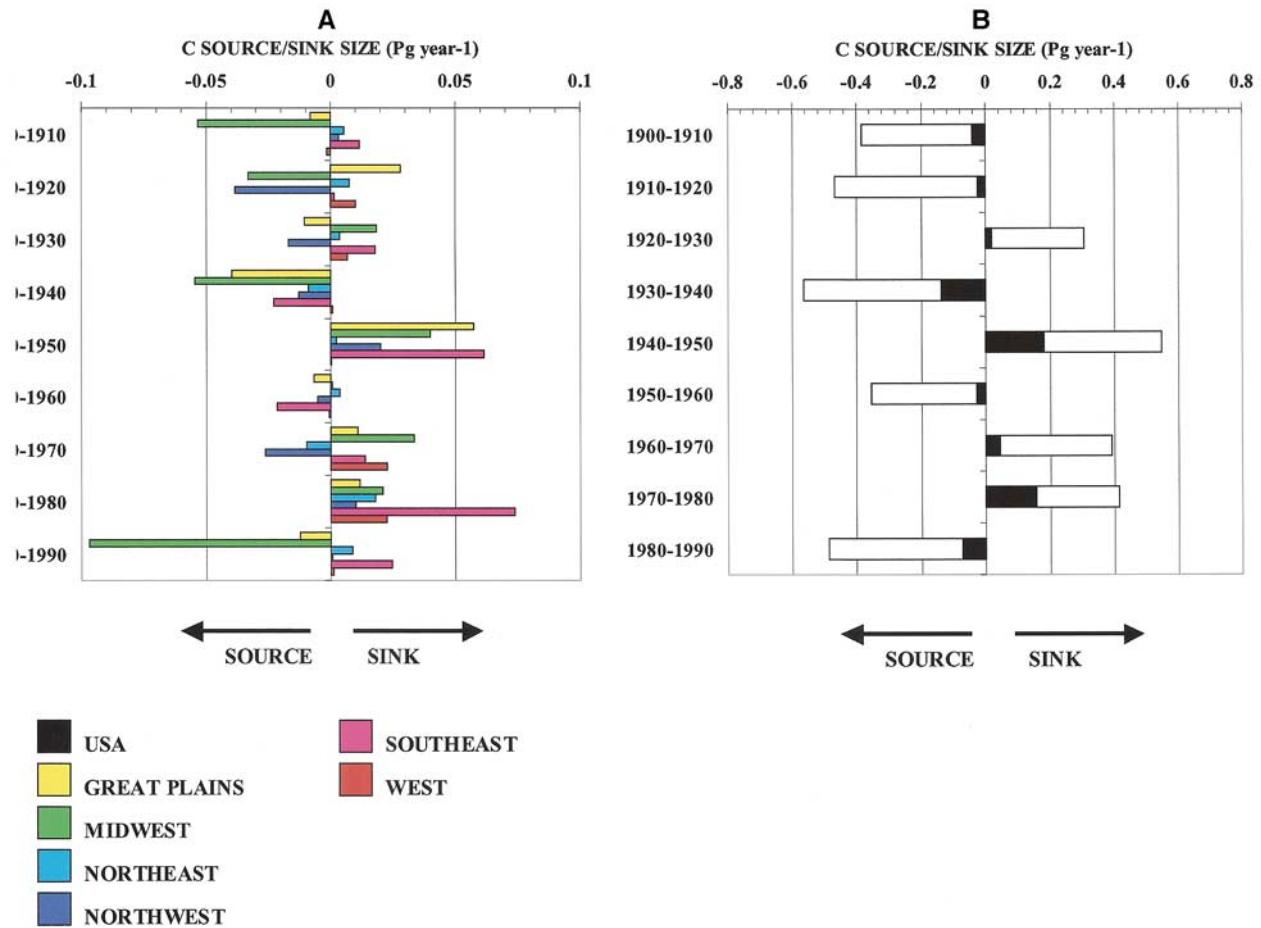 A
C SOURCE/SINK SIZE (Pg year-1)
-0.1 -0.05 0 0.05 0.1
)-1910
)-1920
)-1930
)-1940
)-1950
)-1960
)-1970
)-1980
)-1990
SOURCE SINK
B
C SOURCE/SINK SIZE (Pg year-1)
-0.8 -0.6 -0.4 -0.2 0 0.2 0.4 0.6 0.8
1900-1910
1910-1920
1920-1930
1930-1940
1940-1950
1950-1960
1960-1970
1970-1980
1980-1990
SOURCE SINK
USA
GREAT PLAINS
MIDWEST
NORTHEAST
NORTHWEST
SOUTHEAST
WEST